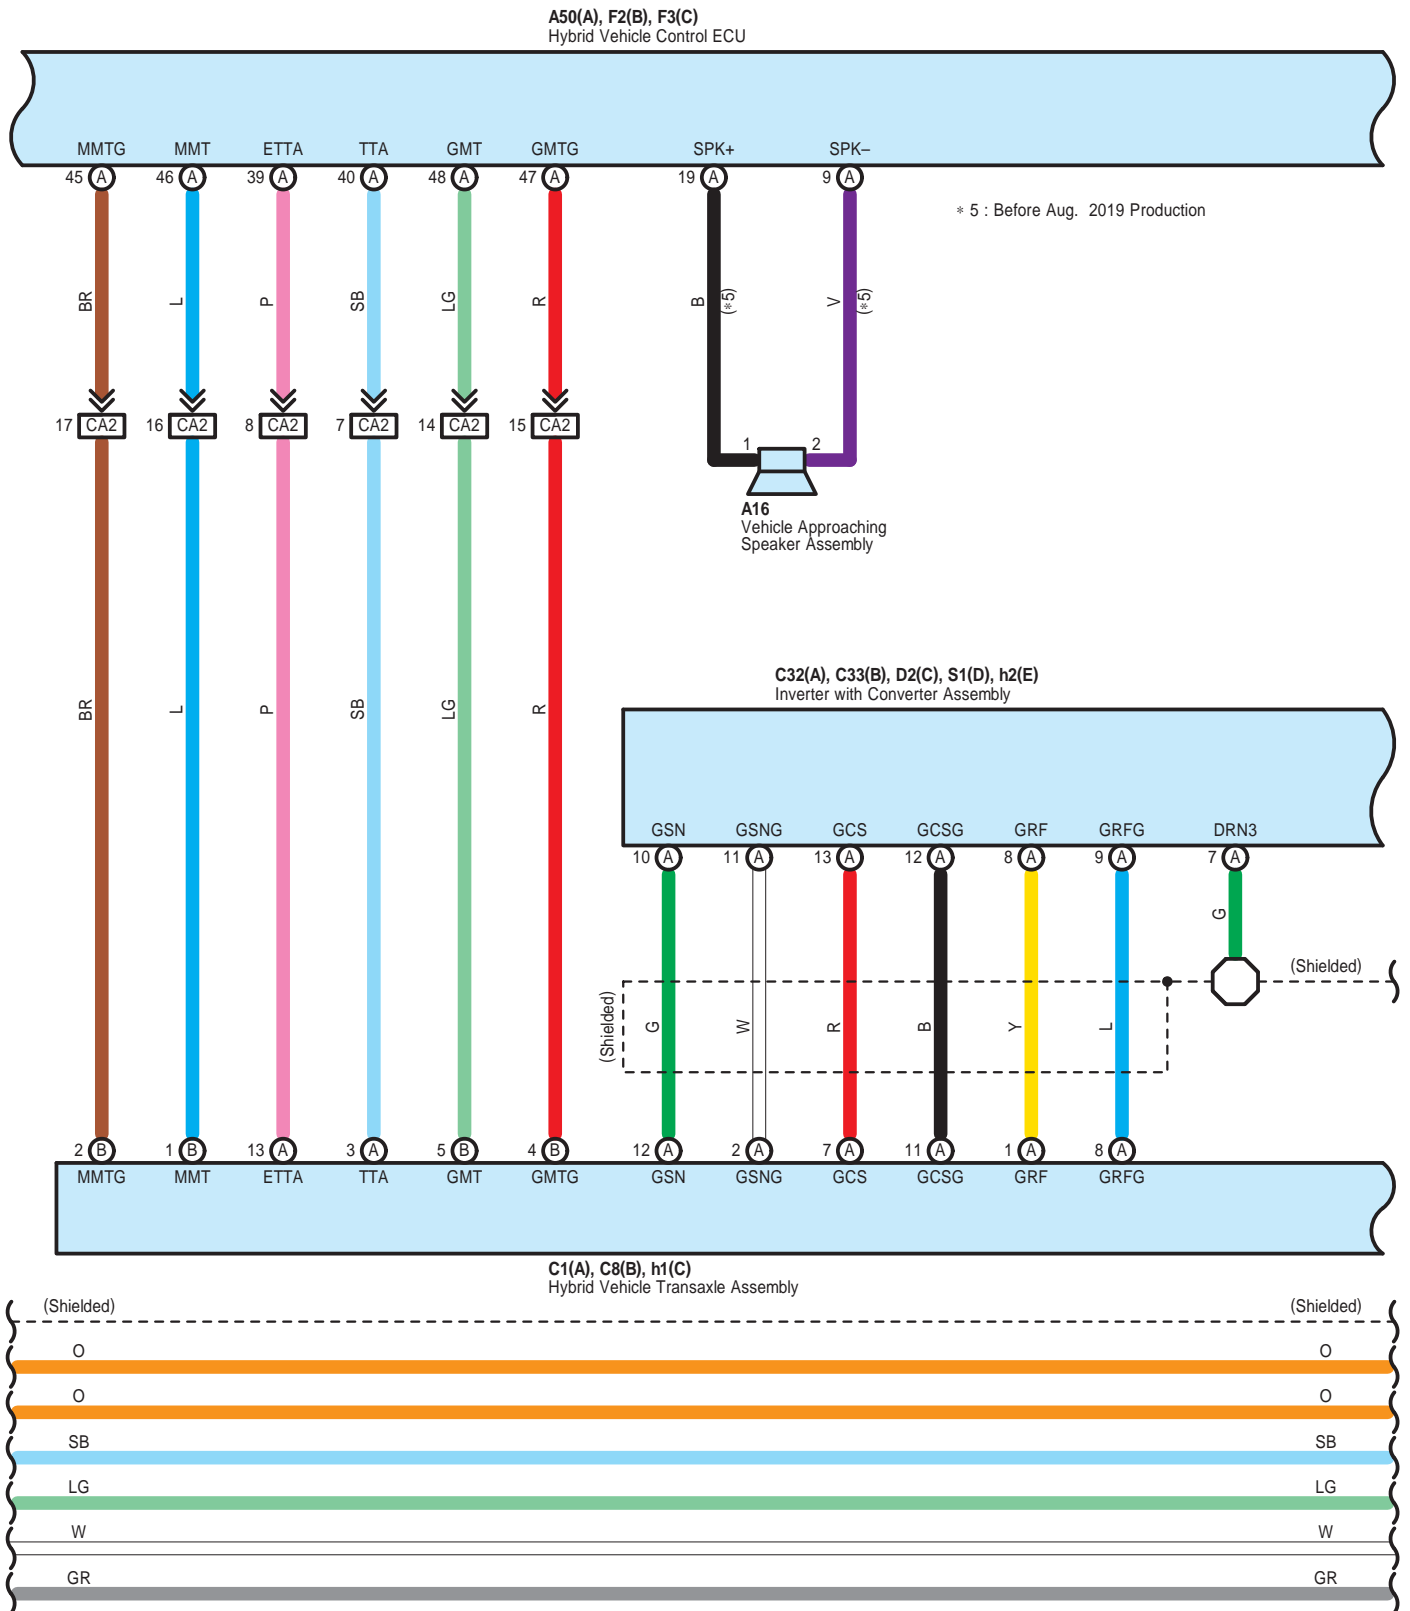 A50(A), F2(B), F3(C)
Hybrid Vehicle Control ECU
MMTG MMT ETTA TTA GMT GMTG SPK+ SPK–
45 A 46 A 39 A 40 A 48 A 47 A 19 A 9 A
∗ 5 : Before Aug. 2019 Production
BR L P SB LG R B (∗5) V (∗5)
17 CA2 16 CA2 8 CA2 7 CA2 14 CA2 15 CA2
1 2
A16
Vehicle Approaching
Speaker Assembly
C32(A), C33(B), D2(C), S1(D), h2(E)
Inverter with Converter Assembly
BR L P SB LG R
GSN GSNG GCS GCSG GRF GRFG DRN3
10 A 11 A 13 A 12 A 8 A 9 A 7 A
G
(Shielded)
(Shielded) G W R B Y L
2 B 1 B 13 A 3 A 5 B 4 B 12 A 2 A 7 A 11 A 1 A 8 A
MMTG MMT ETTA TTA GMT GMTG GSN GSNG GCS GCSG GRF GRFG
C1(A), C8(B), h1(C)
Hybrid Vehicle Transaxle Assembly
(Shielded) (Shielded)
O O
O O
SB SB
LG LG
W W
GR GR